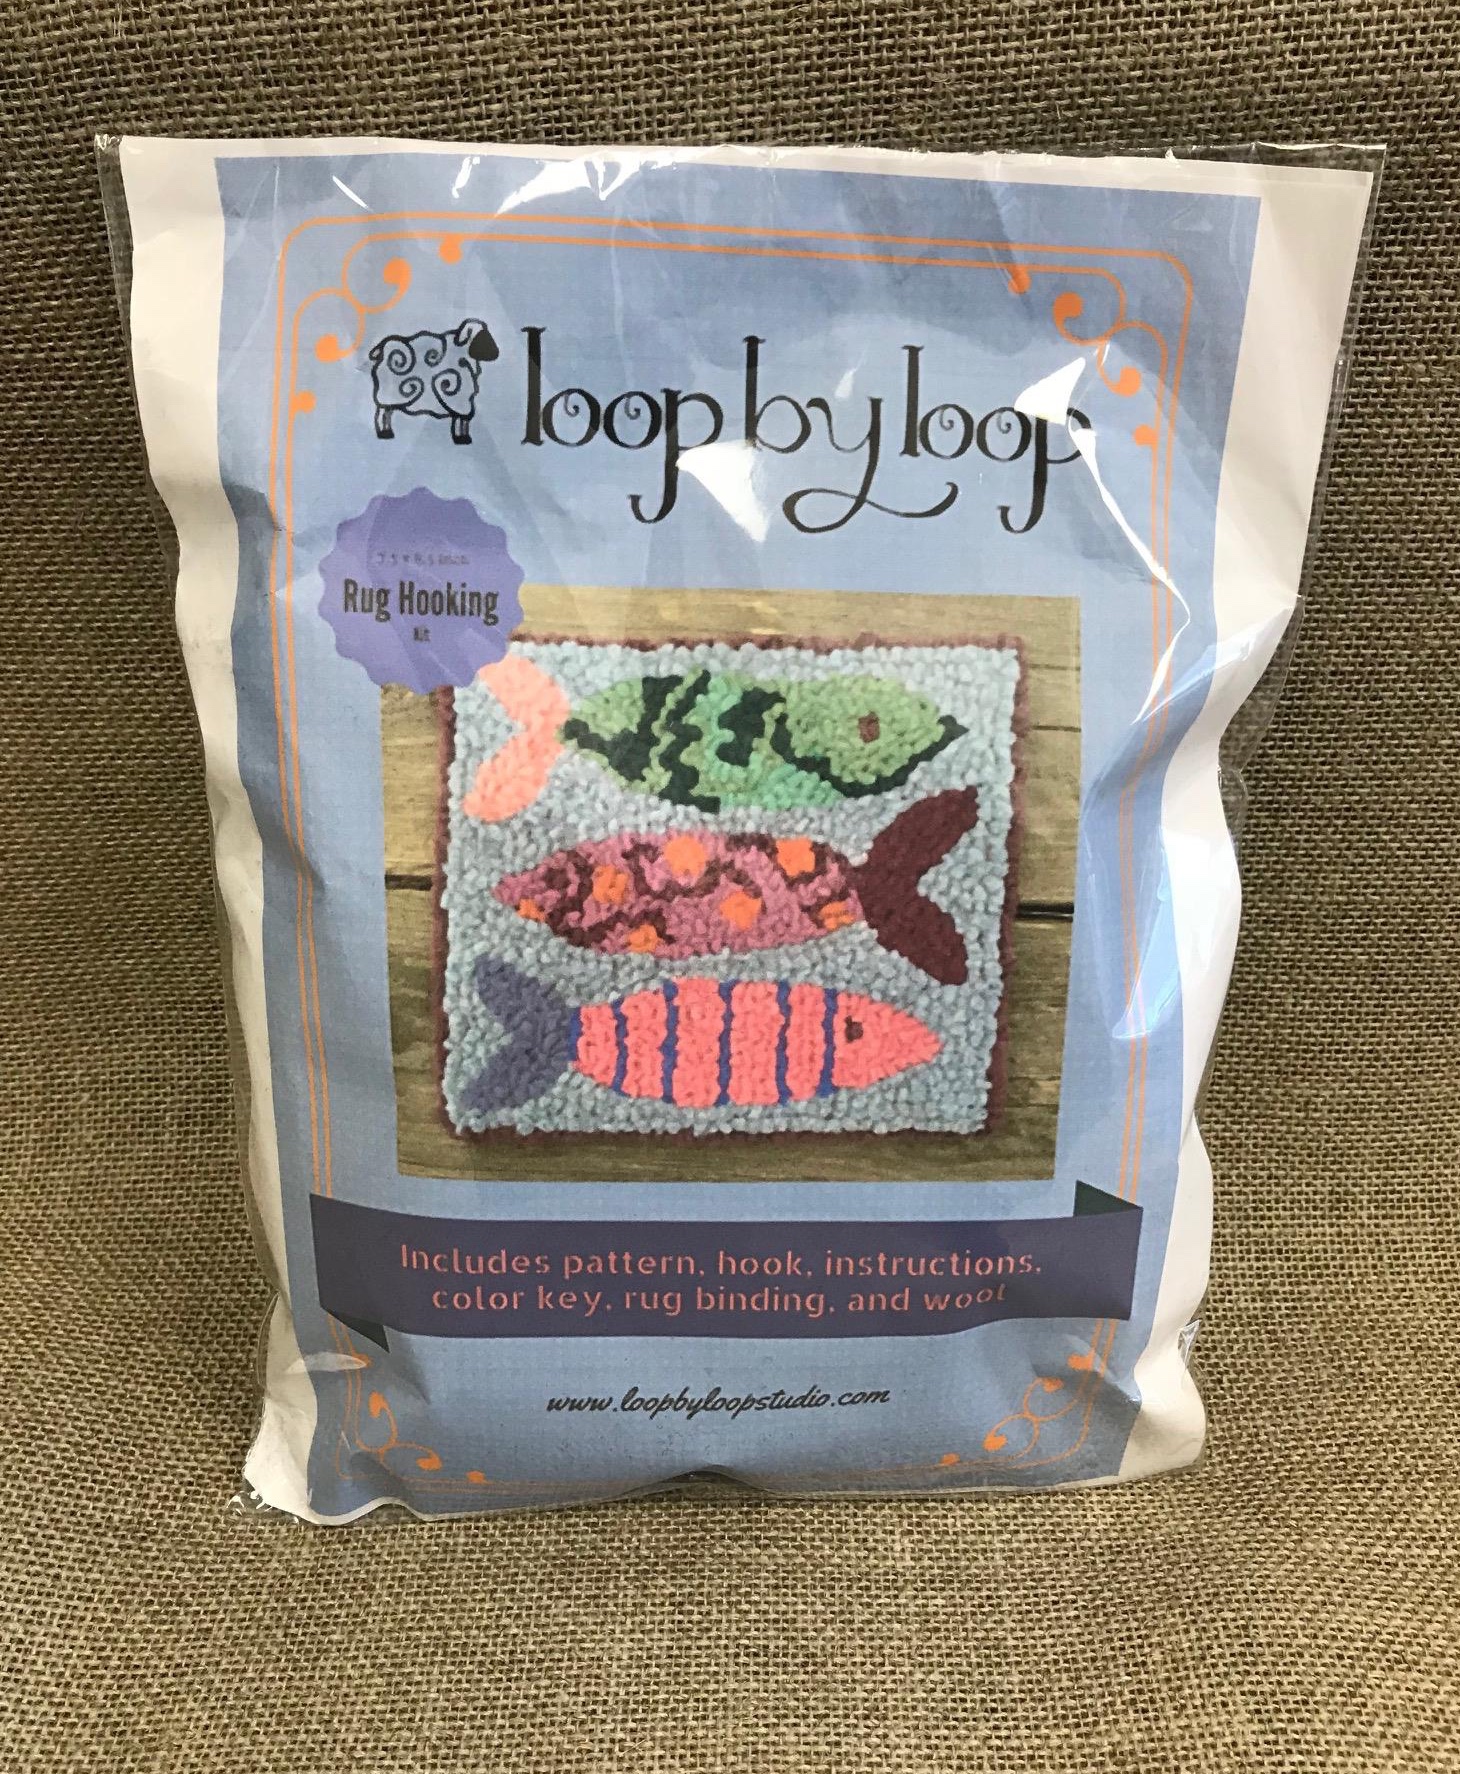 loop by loop
Rug Hooking
Kit
Includes pattern, hook, instructions,
color key, rug binding, and wool
www.loopbyloopstudio.com